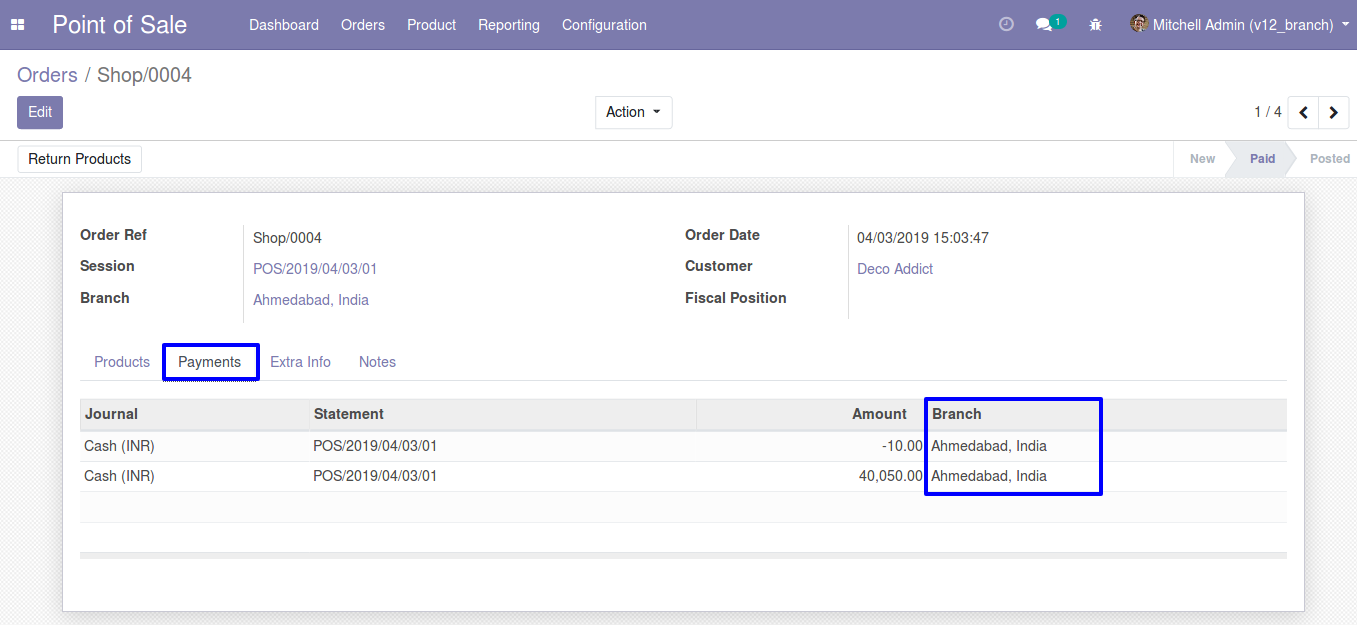 Point of Sale Dashboard Orders Product Reporting Configuration 1 Mitchell Admin (v12_branch)
Orders / Shop/0004
Edit Action 1 / 4
Return Products New Paid Posted
Order Ref Shop/0004 Order Date 04/03/2019 15:03:47
Session POS/2019/04/03/01 Customer Deco Addict
Branch Ahmedabad, India Fiscal Position
Products Payments Extra Info Notes
Journal Statement Amount Branch
Cash (INR) POS/2019/04/03/01 -10.00 Ahmedabad, India
Cash (INR) POS/2019/04/03/01 40,050.00 Ahmedabad, India